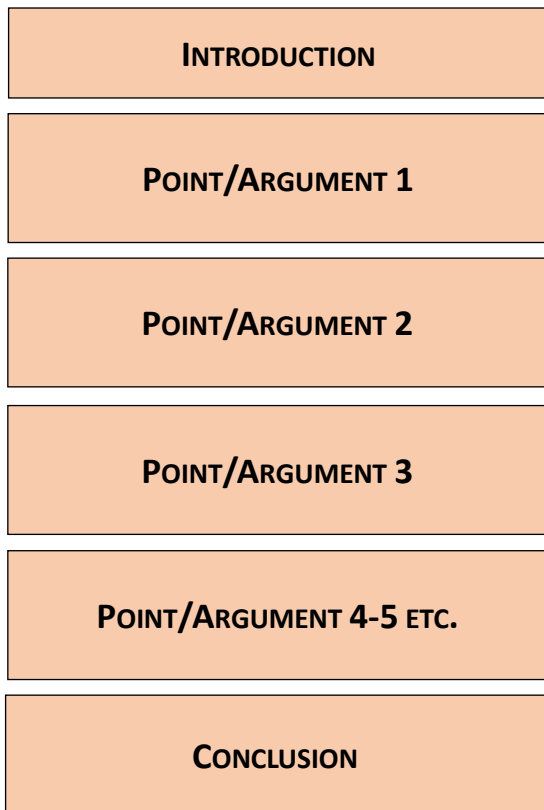 INTRODUCTION
POINT/ARGUMENT 1
POINT/ARGUMENT 2
POINT/ARGUMENT 3
POINT/ARGUMENT 4-5 ETC.
CONCLUSION